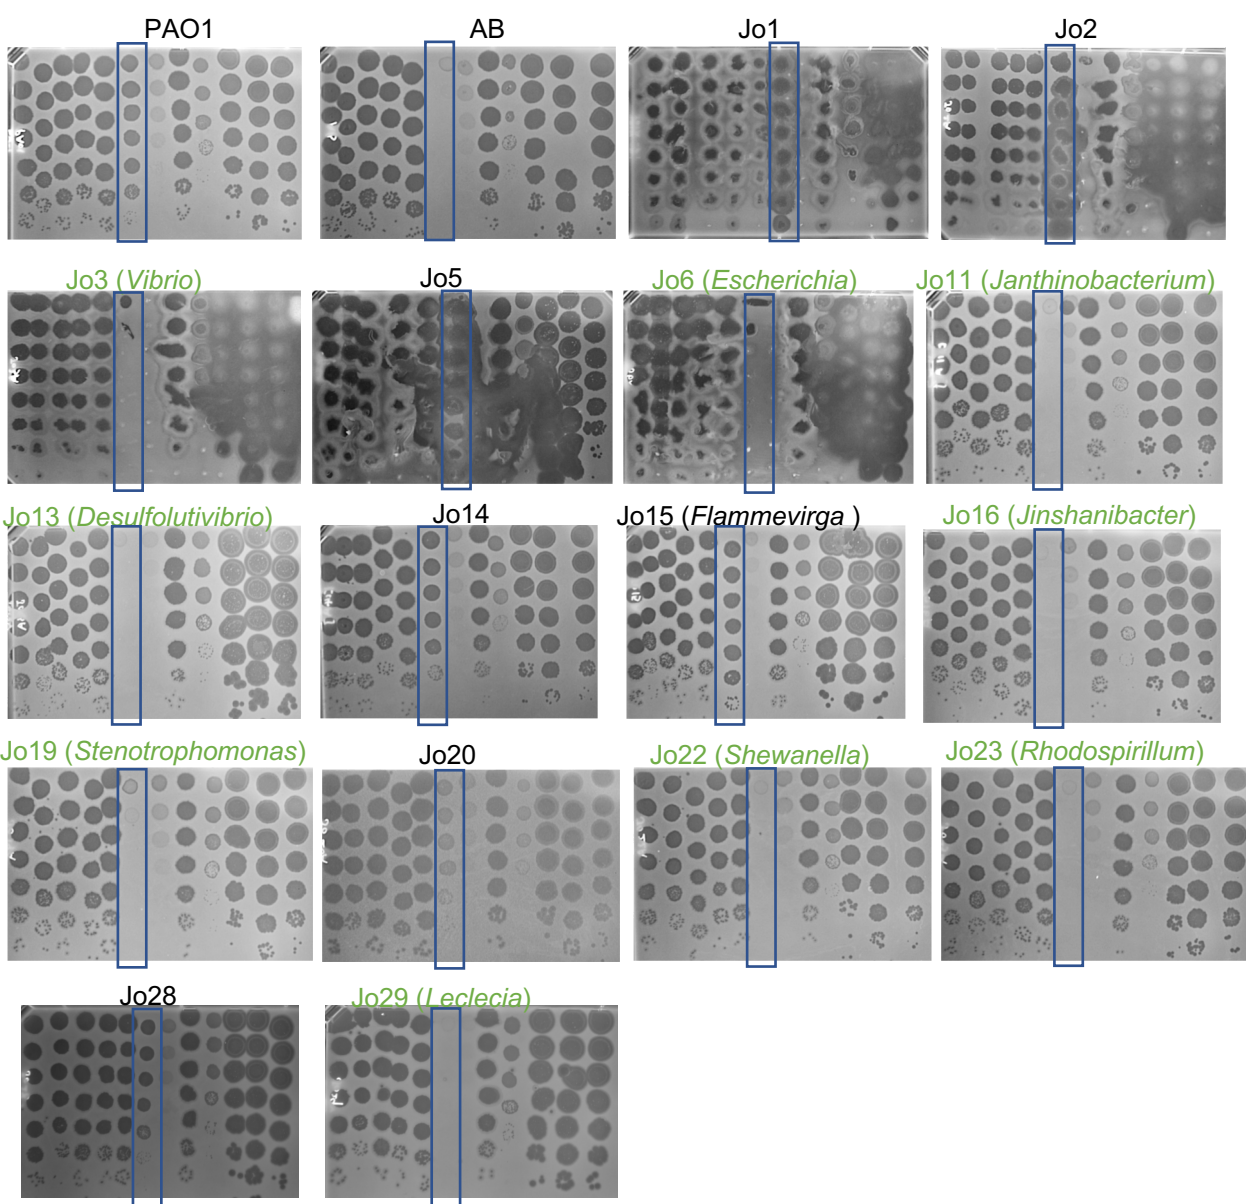 PAO1 AB Jo1 Jo2
Jo3 (Vibrio) Jo5 Jo6 (Escherichia) Jo11 (Janthinobacterium)
Jo13 (Desulfolutivibrio) Jo14 Jo15 (Flammevirga ) Jo16 (Jinshanibacter)
Jo19 (Stenotrophomonas) Jo20 Jo22 (Shewanella) Jo23 (Rhodospirillum)
Jo28 Jo29 (Leclecia)